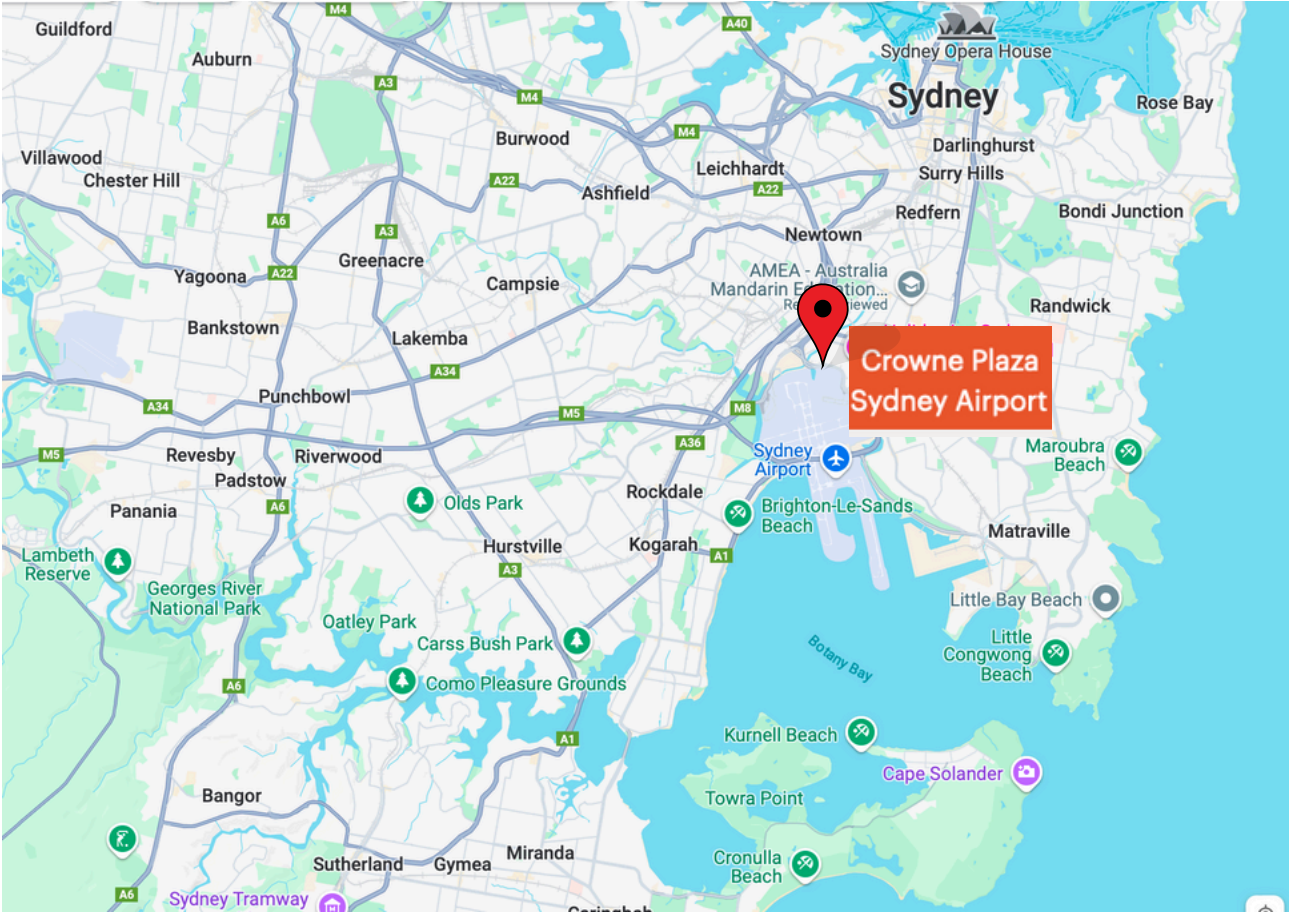 M4
A40
Guildford
Sydney Opera House
Auburn
A3
M4
Sydney
Rose Bay
M4
Burwood
Darlinghurst
Villawood
Leichhardt
Chester Hill
A22
Surry Hills
Ashfield
A22
A6
Redfern
Bondi Junction
A3
Newtown
Greenacre
AMEA - Australia
Mandarin
Yagoona
A22
Campsie
Randwick
Bankstown
Lakemba
Crowne Plaza
Sydney Airport
A34
Punchbowl
A34
M5
M8
A36
Maroubra
Beach
M5
Revesby
Riverwood
Sydney
Airport
Padstow
Rockdale
Olds Park
A6
Brighton-Le-Sands
Beach
Panania
Matraville
Hurstville
Kogarah
A1
Lambeth
Reserve
A3
Georges River
National Park
Little Bay Beach
Oatley Park
Carss Bush Park
Little
Congwong
Beach
Botany Bay
A6
Como Pleasure Grounds
A1
Kurnell Beach
Cape Solander
Bangor
Towra Point
Sutherland
Gymea
Miranda
Cronulla
Beach
A6
Sydney Tramway